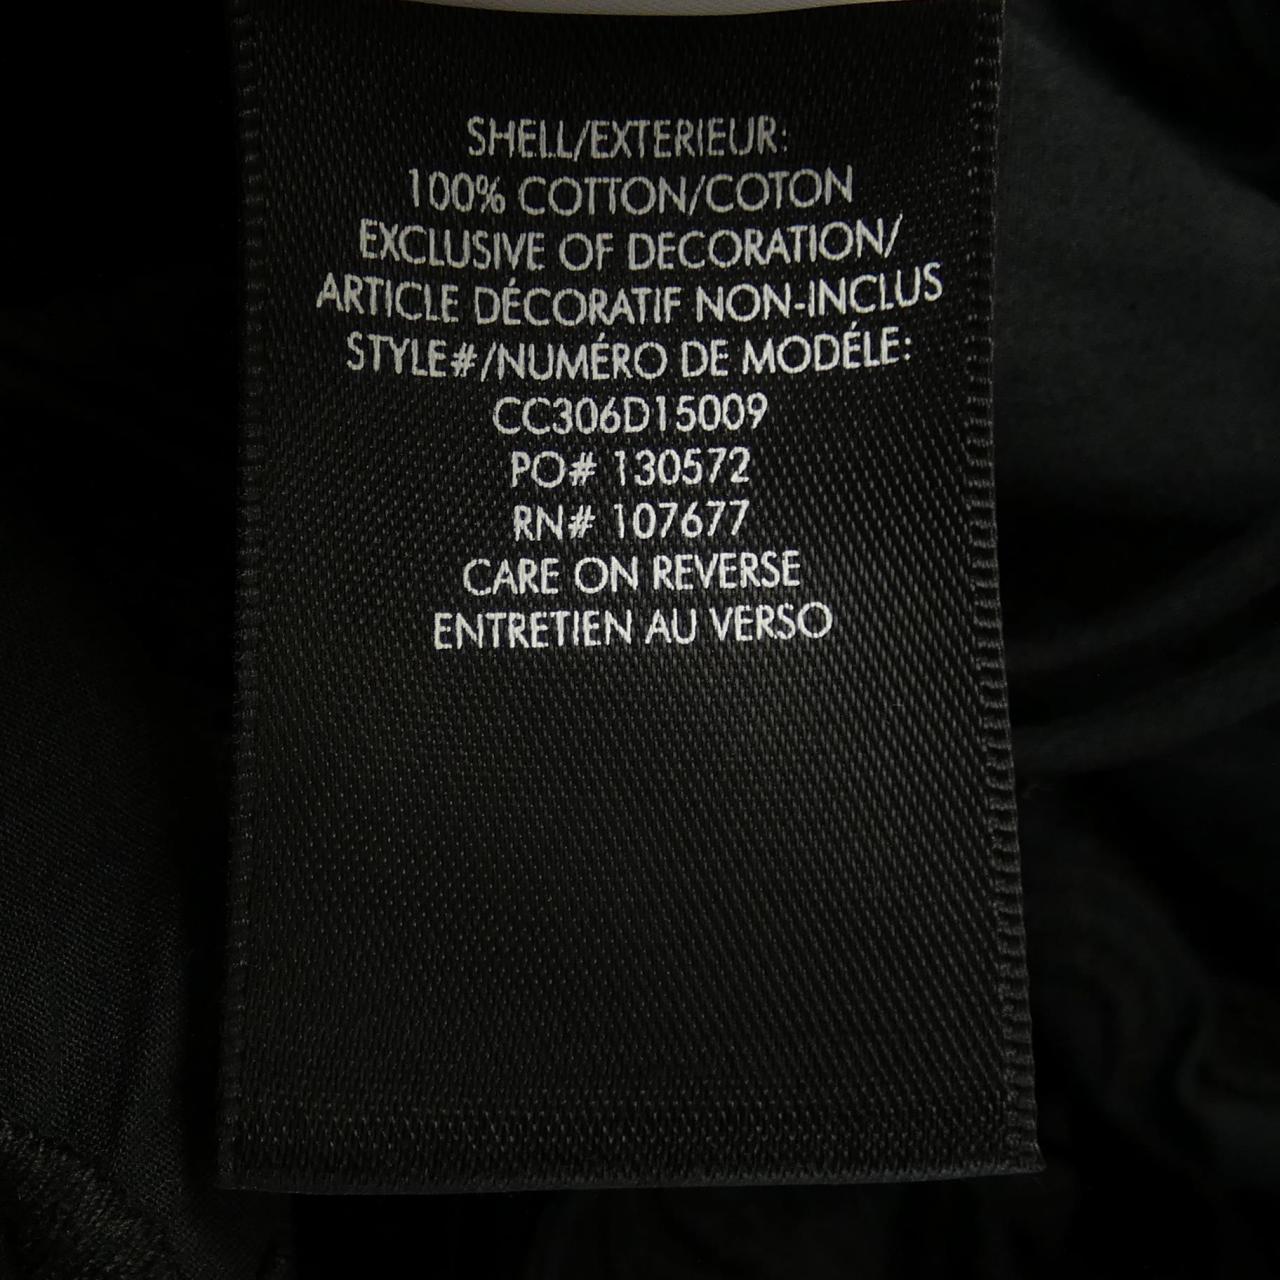 SHELL/EXTERIEUR:
100% COTTON/COTON
EXCLUSIVE OF DECORATION/
ARTICLE DÉCORATIF NON-INCLUS
STYLE#/NUMÉRO DE MODÉLE:
CC306D15009
PO# 130572
RN# 107677
CARE ON REVERSE
ENTRETIEN AU VERSO